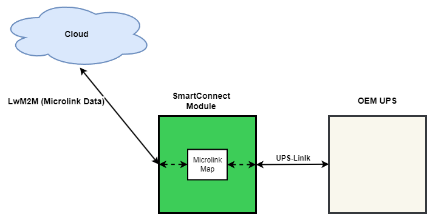 Cloud
LwM2M (Microlink Data)
SmartConnect
Module
Microlink
Map
UPS-Link
OEM UPS